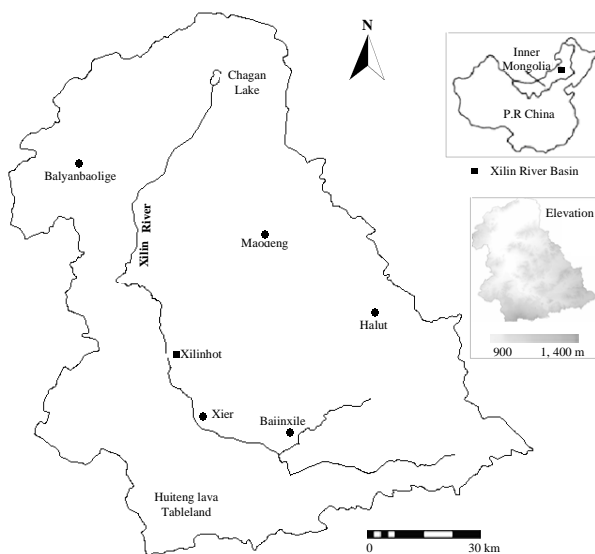 N
Chagan
Lake
Inner
Mongolia
P.R China
Xilin River Basin
Balyanbaolige
Xilin River
Maodeng
Elevation
Halut
900 1, 400 m
Xilinhot
Xier
Baiinxile
Huiteng lava
Tableland
0 30 km